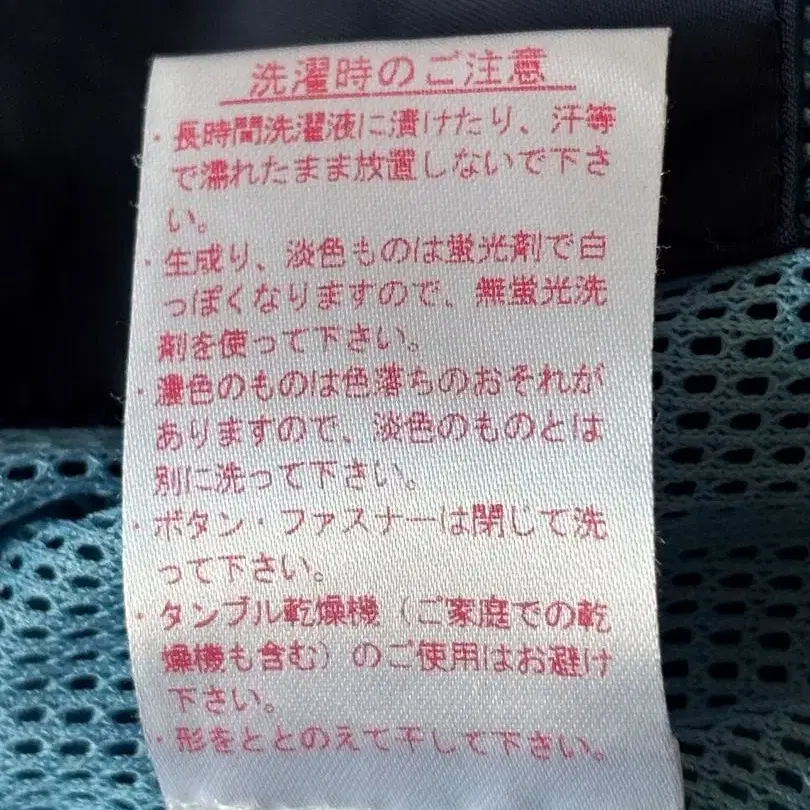 洗濯時のご注意
・長時間洗濯液に漬けたり、汗等
で濡れたまま放置しないで下さ
い。
・生成り、淡色ものは蛍光剤で白
っぽくなりますので、無蛍光洗
剤を使って下さい。
・濃色のものは色落ちのおそれが
ありますので、淡色のものとは
別に洗って下さい。
・ボタン・ファスナーは閉じて洗
って下さい。
・タンブル乾燥機（ご家庭での乾
燥機も含む）のご使用はお避け
下さい。
・形をととのえて干して下さい。